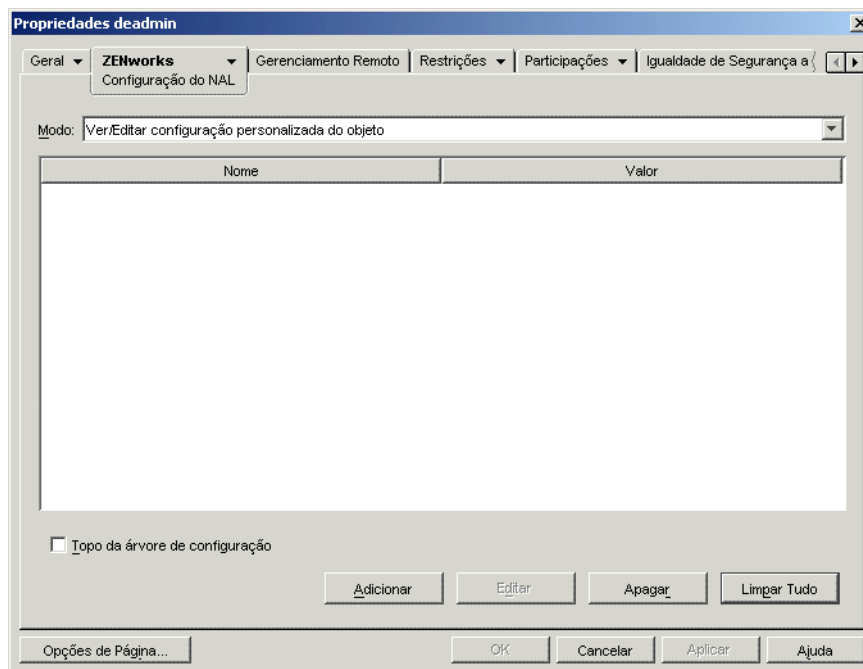 Propriedades deadmin
Geral ZENworks Gerenciamento Remoto Restrições Participações Igualdade de Segurança a
Configuração do NAL
Modo: Ver/Editar configuração personalizada do objeto
Nome Valor
Topo da árvore de configuração
Adicionar Editar Apagar Limpar Tudo
Opções de Página... OK Cancelar Aplicar Ajuda